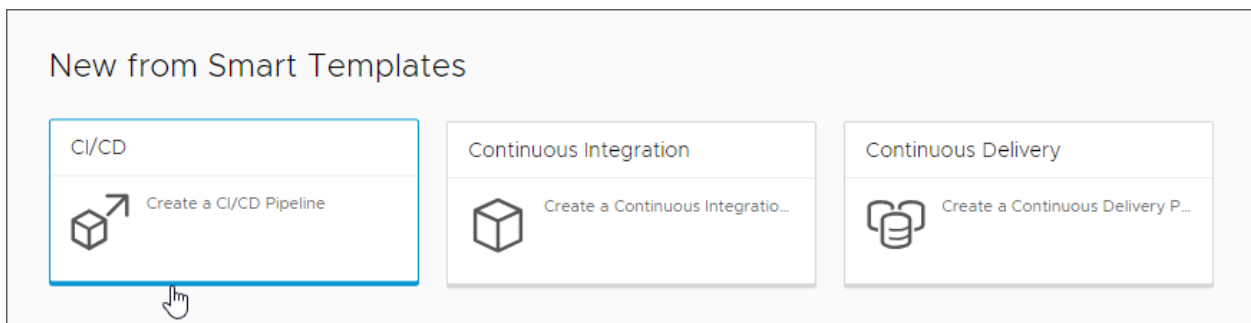 New from Smart Templates
CI/CD
Create a CI/CD Pipeline
Continuous Integration
Create a Continuous Integratio...
Continuous Delivery
Create a Continuous Delivery P...